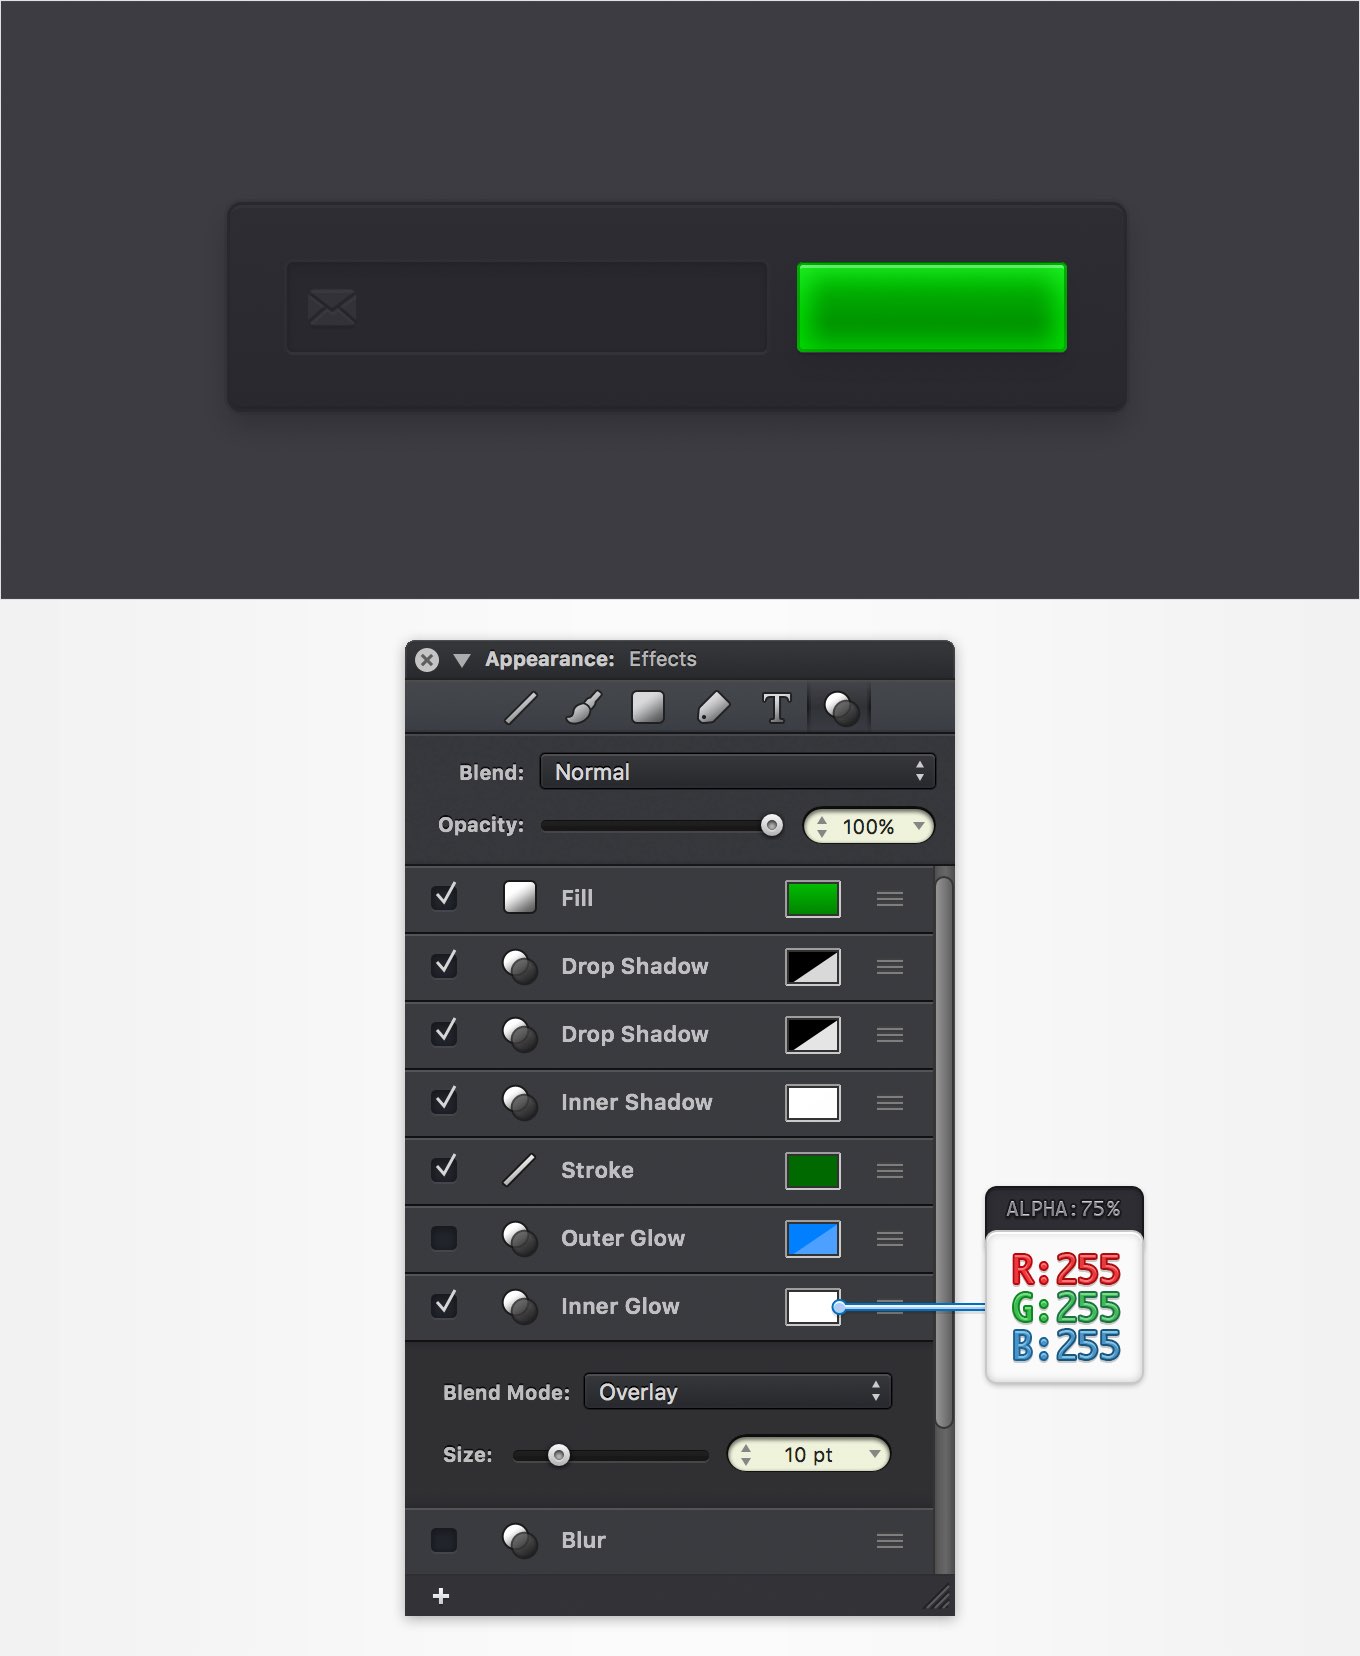 Appearance: Effects
Blend: Normal
Opacity: 100%
Fill
Drop Shadow
Drop Shadow
Inner Shadow
Stroke
Outer Glow
Inner Glow
ALPHA:75%
R:255
G:255
B:255
Blend Mode: Overlay
Size: 10 pt
Blur